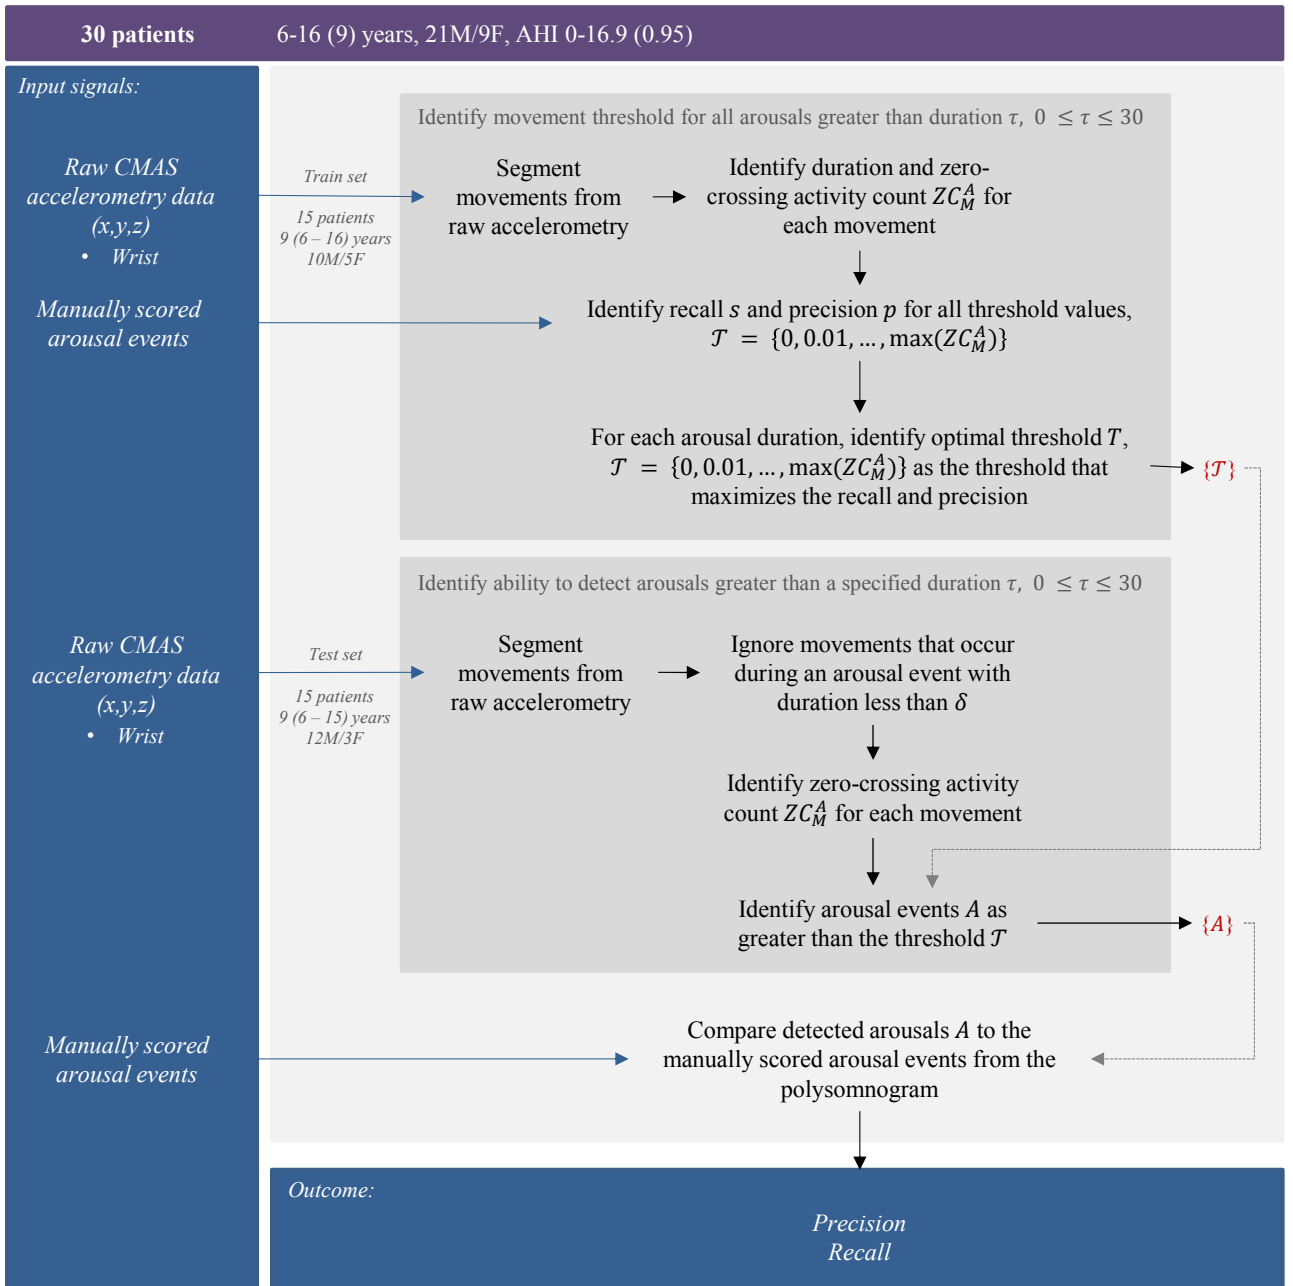 30 patients 6-16 (9) years, 21M/9F, AHI 0-16.9 (0.95)
Input signals:
Identify movement threshold for all arousals greater than duration τ, 0 ≤ τ ≤ 30
Raw CMAS
accelerometry data
(x,y,z)
• Wrist
Train set
15 patients
9 (6 – 16) years
10M/5F
Segment
movements from
raw accelerometry
Identify duration and zero-
crossing activity count ZC_M^A for
each movement
Manually scored
arousal events
Identify recall s and precision p for all threshold values,
𝒯 = {0, 0.01, … , max(ZC_M^A)}
For each arousal duration, identify optimal threshold T,
𝒯 = {0, 0.01, … , max(ZC_M^A)} as the threshold that
maximizes the recall and precision
{𝒯}
Identify ability to detect arousals greater than a specified duration τ, 0 ≤ τ ≤ 30
Raw CMAS
accelerometry data
(x,y,z)
• Wrist
Test set
15 patients
9 (6 – 15) years
12M/3F
Segment
movements from
raw accelerometry
Ignore movements that occur
during an arousal event with
duration less than δ
Identify zero-crossing activity
count ZC_M^A for each movement
Identify arousal events A as
greater than the threshold 𝒯
{A}
Manually scored
arousal events
Compare detected arousals A to the
manually scored arousal events from the
polysomnogram
Outcome:
Precision
Recall